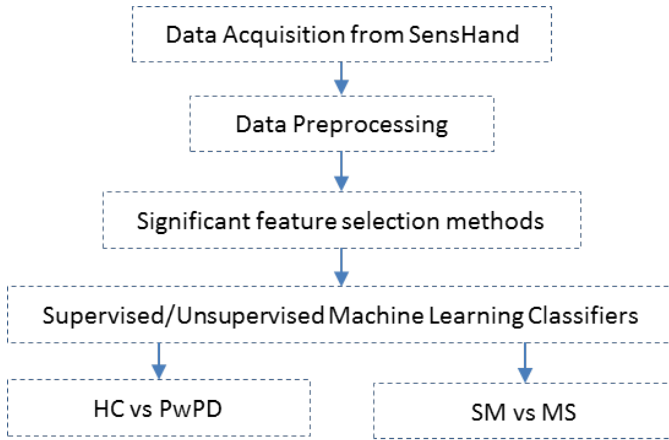 Data Acquisition from SensHand
Data Preprocessing
Significant feature selection methods
Supervised/Unsupervised Machine Learning Classifiers
HC vs PwPD
SM vs MS